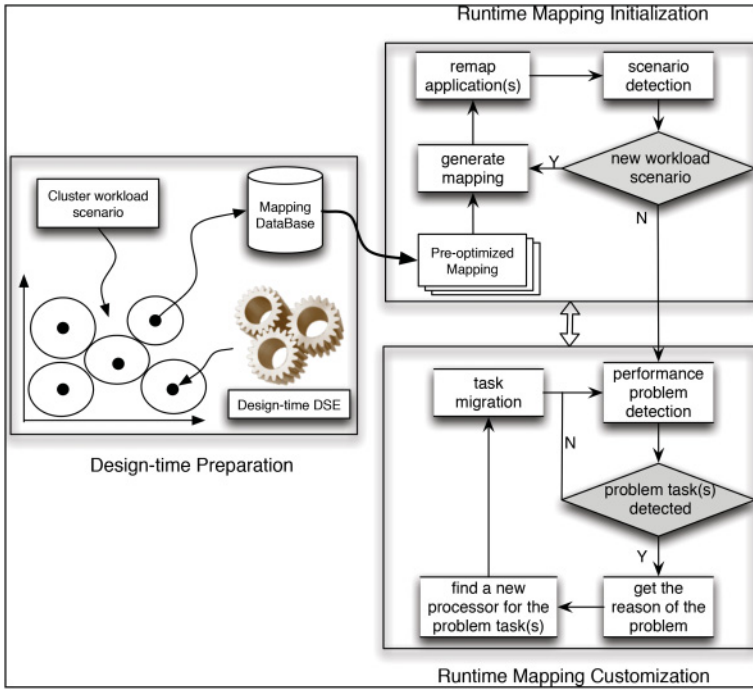 Runtime Mapping Initialization
remap
application(s)
scenario
detection
generate
mapping
Y
new workload
scenario
N
Pre-optimized
Mapping
Cluster workload
scenario
Mapping
DataBase
Design-time DSE
Design-time Preparation
task
migration
performance
problem
detection
N
problem task(s)
detected
Y
find a new
processor for the
problem task(s)
get the
reason of the
problem
Runtime Mapping Customization